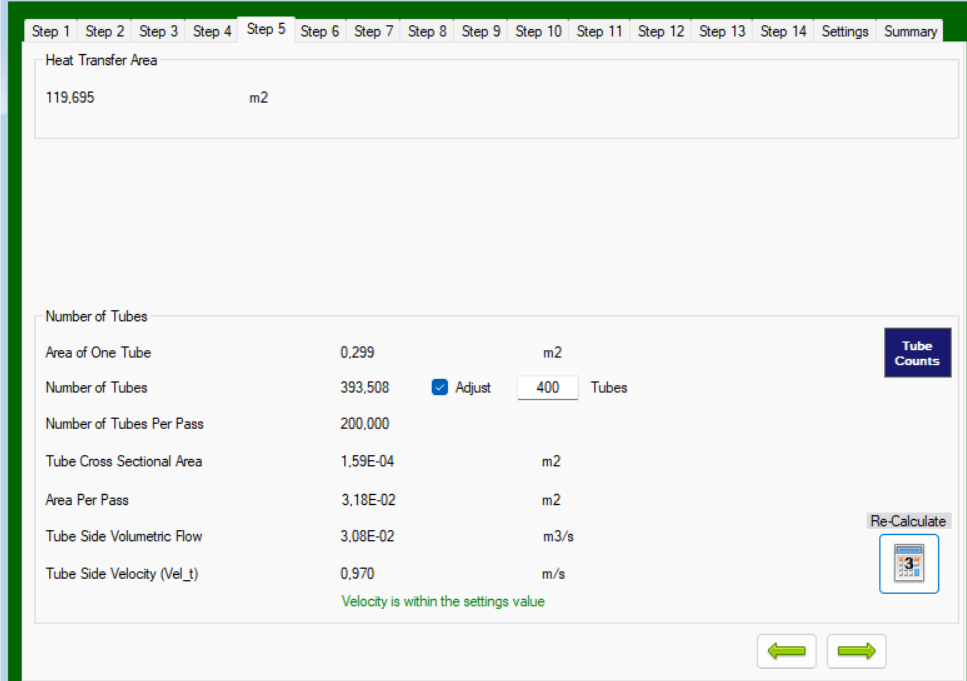 Step 1 Step 2 Step 3 Step 4 Step 5 Step 6 Step 7 Step 8 Step 9 Step 10 Step 11 Step 12 Step 13 Step 14 Settings Summary
Heat Transfer Area
119,695 m2
Number of Tubes
Area of One Tube 0,299 m2
Tube Counts
Number of Tubes 393,508 Adjust 400 Tubes
Number of Tubes Per Pass 200,000
Tube Cross Sectional Area 1,59E-04 m2
Area Per Pass 3,18E-02 m2
Re-Calculate
3
Tube Side Volumetric Flow 3,08E-02 m3/s
Tube Side Velocity (Vel_t) 0,970 m/s
Velocity is within the settings value